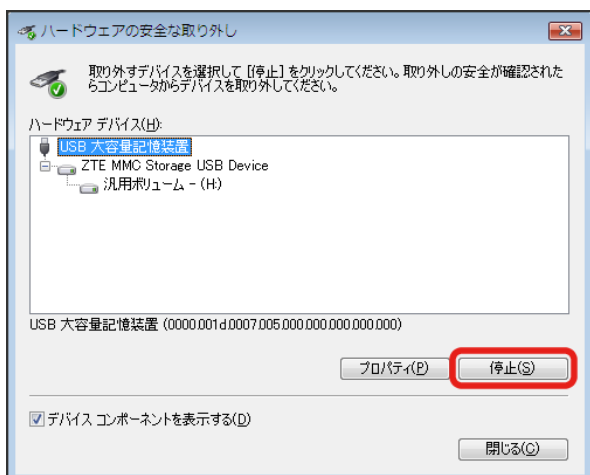 ハードウェアの安全な取り外し
取り外すデバイスを選択して [停止] をクリックしてください。取り外しの安全が確認された
らコンピュータからデバイスを取り外してください。
ハードウェア デバイス(H):
USB 大容量記憶装置
ZTE MMC Storage USB Device
汎用ボリューム - (H:)
USB 大容量記憶装置 (0000.001d.0007.005.000.000.000.000.000)
プロパティ(P)
停止(S)
デバイス コンポーネントを表示する(D)
閉じる(C)